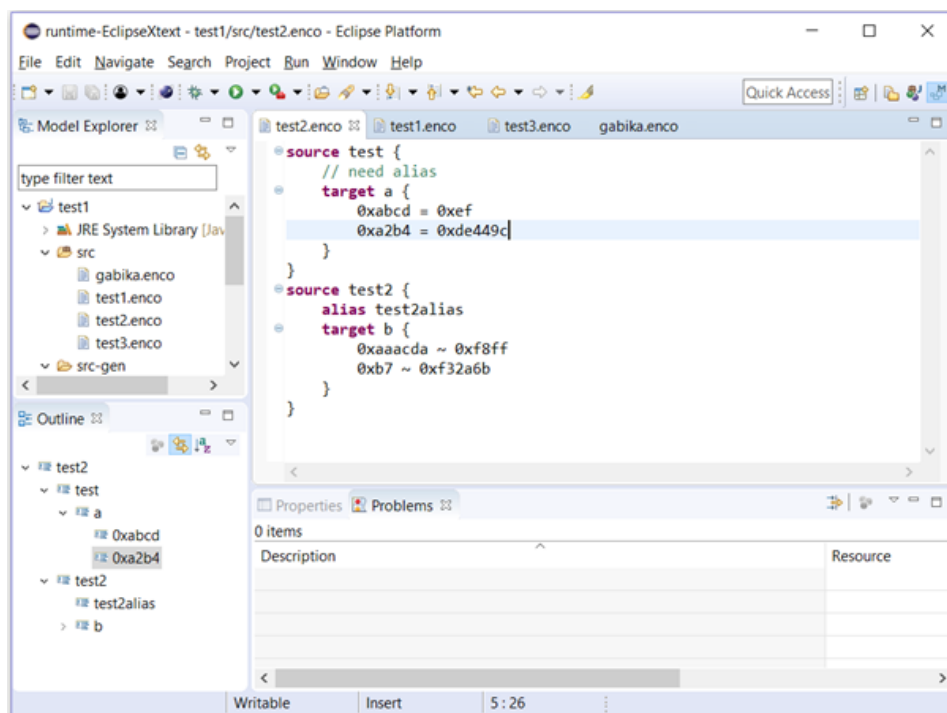 runtime-EclipseXtext - test1/src/test2.enco - Eclipse Platform
File Edit Navigate Search Project Run Window Help
Quick Access
Model Explorer
type filter text
test1
JRE System Library [Jav
src
gabika.enco
test1.enco
test2.enco
test3.enco
src-gen
Outline
test2
test
a
0xabcd
0xa2b4
test2
test2alias
b
test2.enco test1.enco test3.enco gabika.enco
source test {
// need alias
target a {
0xabcd = 0xef
0xa2b4 = 0xde449c
}
}
source test2 {
alias test2alias
target b {
0xaaacda ~ 0xf8ff
0xb7 ~ 0xf32a6b
}
}
Properties Problems
0 items
Description Resource
Writable Insert 5 : 26